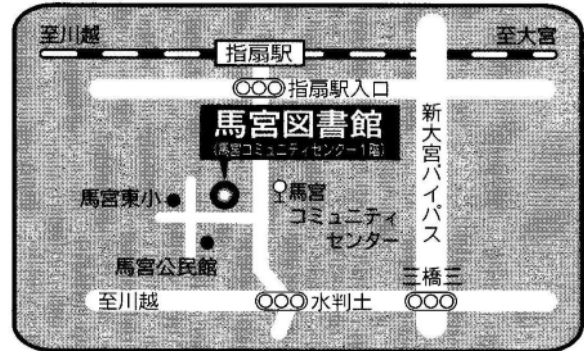 至川越
指扇駅
至大宮
指扇駅入口
馬宮図書館
(馬宮コミュニティセンター1階)
新大宮バイパス
馬宮東小
馬宮
コミュニティ
センター
馬宮公民館
三橋三
至川越
水判土